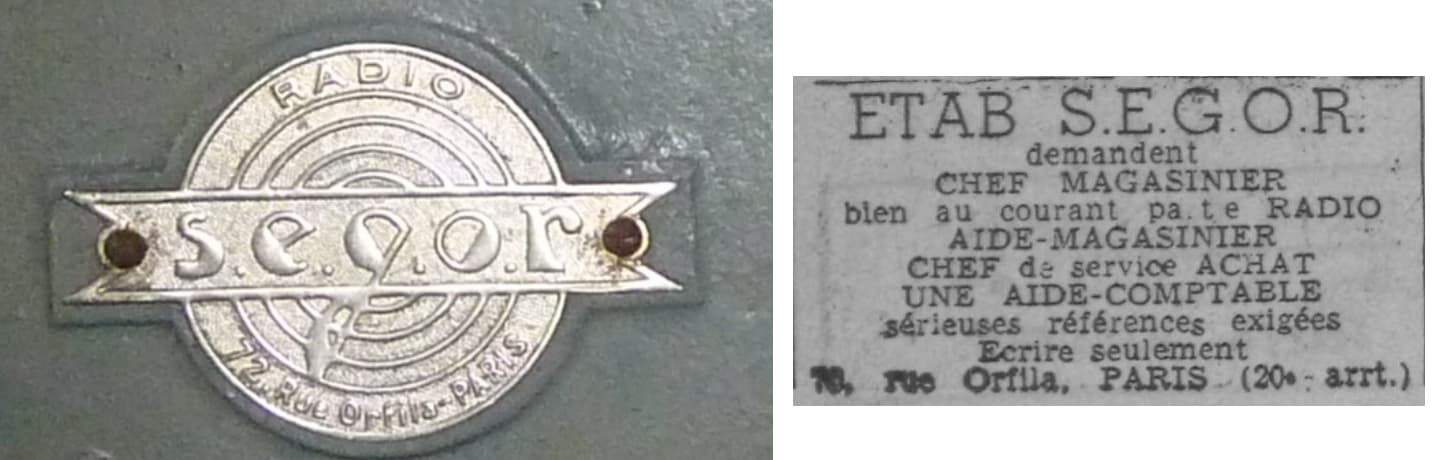 RADIO
s.e.g.o.r
72. Rue Orfila-PARIS
ETAB S.E.G.O.R.
demandent
CHEF MAGASINIER
bien au courant RADIO
AIDE-MAGASINIER
CHEF de service ACHAT
UNE AIDE-COMPTABLE
sérieuses références exigées
Ecrire seulement
rue Orfila, PARIS (20e arrt.)